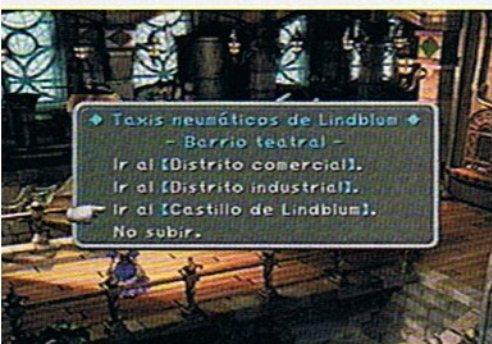 Taxis neumáticos de Lindblum
- Barrio teatral -
Ir al [Distrito comercial].
Ir al [Distrito industrial].
Ir al [Castillo de Lindblum].
No subir.